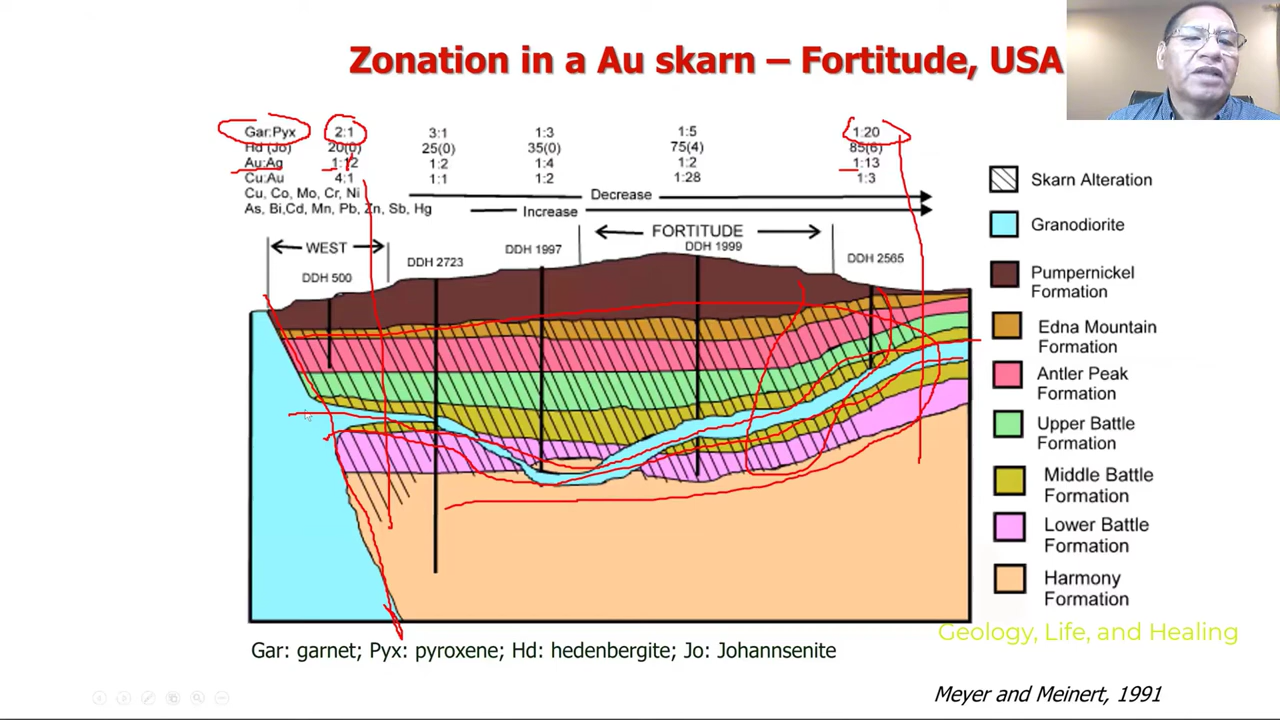 Zonation in a Au skarn – Fortitude, USA
Gar:Pyx 2:1 3:1 1:3 1:5 1:20
Hd (Jo) 20(0) 25(0) 35(0) 75(4) 85(6)
Au:Ag 1:12 1:2 1:4 1:2 1:13
Cu:Au 4:1 1:1 1:2 1:28 1:3
Cu, Co, Mo, Cr, Ni Decrease
As, Bi,Cd, Mn, Pb, Zn, Sb, Hg Increase
WEST FORTITUDE
DDH 500 DDH 2723 DDH 1997 DDH 1999 DDH 2565
Skarn Alteration
Granodiorite
Pumpernickel
Formation
Edna Mountain
Formation
Antler Peak
Formation
Upper Battle
Formation
Middle Battle
Formation
Lower Battle
Formation
Harmony
Formation
Geology, Life, and Healing
Gar: garnet; Pyx: pyroxene; Hd: hedenbergite; Jo: Johannsenite
Meyer and Meinert, 1991